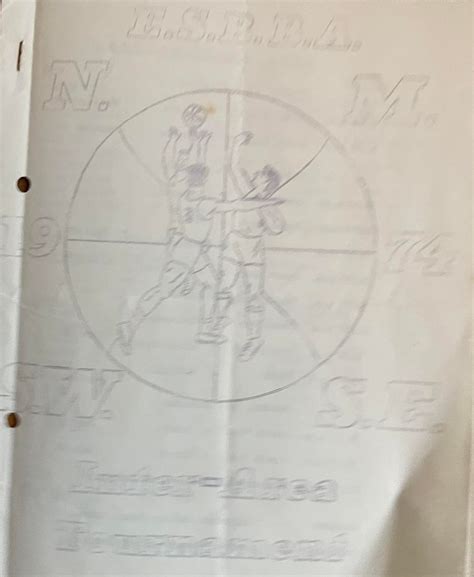 E.S.B.B.A.
N. M.
19 74
S.W. S.E.
Inter-Area
Tournament